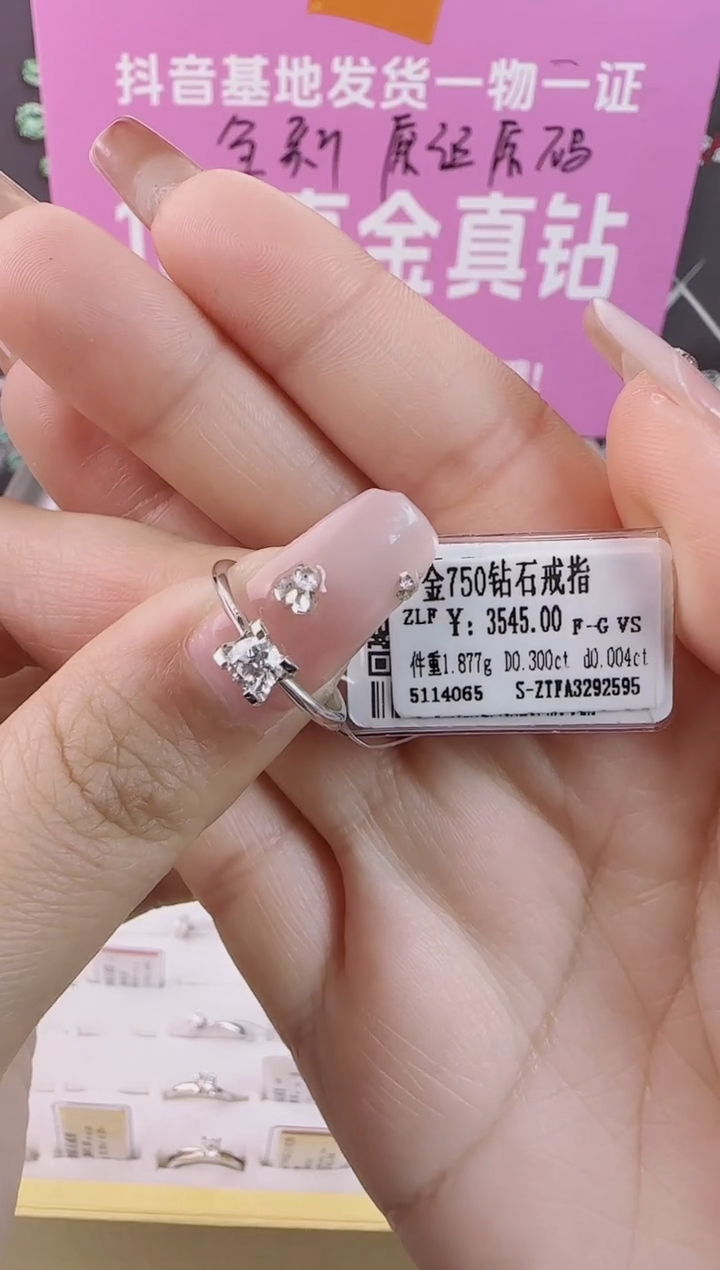 抖音基地发货一物一证
全新 原证原码
真金真钻
金750钻石戒指
ZLF ¥: 3545.00 F-G VS
件重1.877g D0.300ct d0.004ct
5114065 S-ZTFA3292595